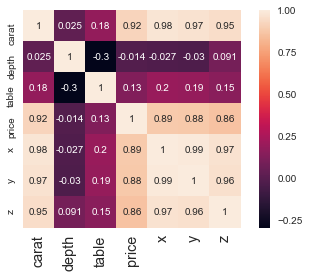 carat 1 0.025 0.18 0.92 0.98 0.97 0.95
depth 0.025 1 -0.3 -0.014 -0.027 -0.03 0.091
table 0.18 -0.3 1 0.13 0.2 0.19 0.15
price 0.92 -0.014 0.13 1 0.89 0.88 0.86
x 0.98 -0.027 0.2 0.89 1 0.99 0.97
y 0.97 -0.03 0.19 0.88 0.99 1 0.96
z 0.95 0.091 0.15 0.86 0.97 0.96 1
carat depth table price x y z
1.00
0.75
0.50
0.25
0.00
-0.25